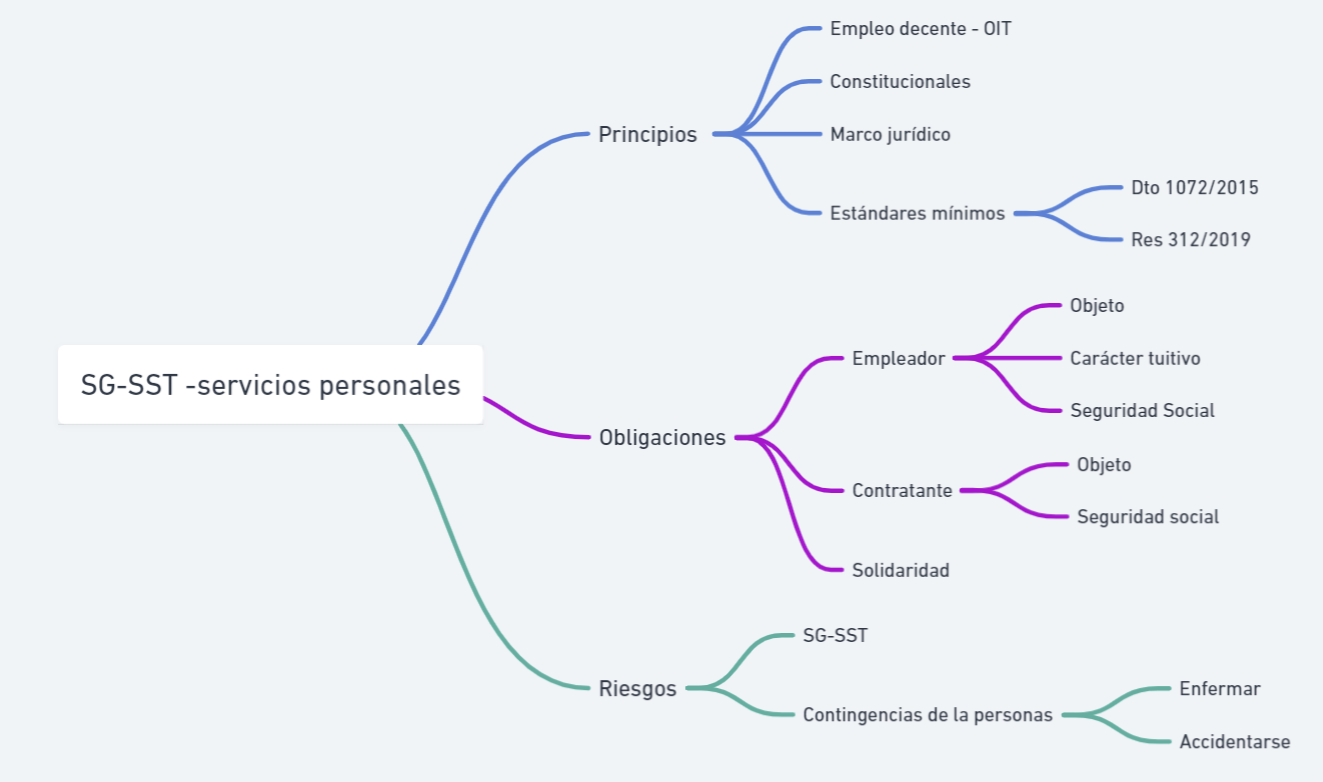 SG-SST -servicios personales
Principios
Empleo decente - OIT
Constitucionales
Marco jurídico
Estándares mínimos
Dto 1072/2015
Res 312/2019
Obligaciones
Empleador
Objeto
Carácter tuitivo
Seguridad Social
Contratante
Objeto
Seguridad social
Solidaridad
Riesgos
SG-SST
Contingencias de la personas
Enfermar
Accidentarse